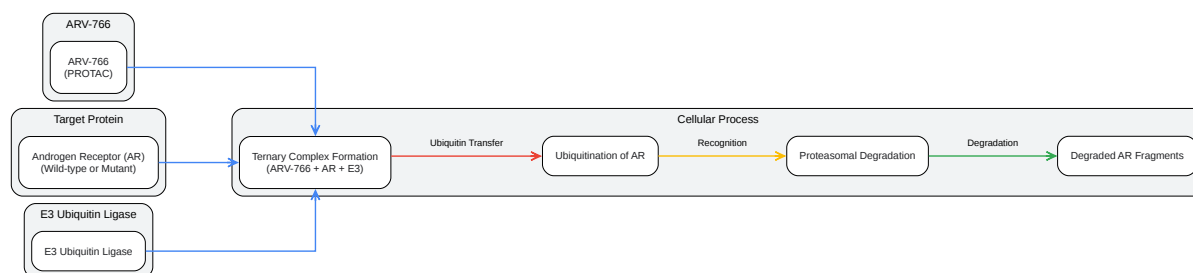 ARV-766
ARV-766
(PROTAC)
Target Protein
Androgen Receptor (AR)
(Wild-type or Mutant)
E3 Ubiquitin Ligase
E3 Ubiquitin Ligase
Cellular Process
Ternary Complex Formation
(ARV-766 + AR + E3)
Ubiquitin Transfer
Ubiquitination of AR
Recognition
Proteasomal Degradation
Degradation
Degraded AR Fragments